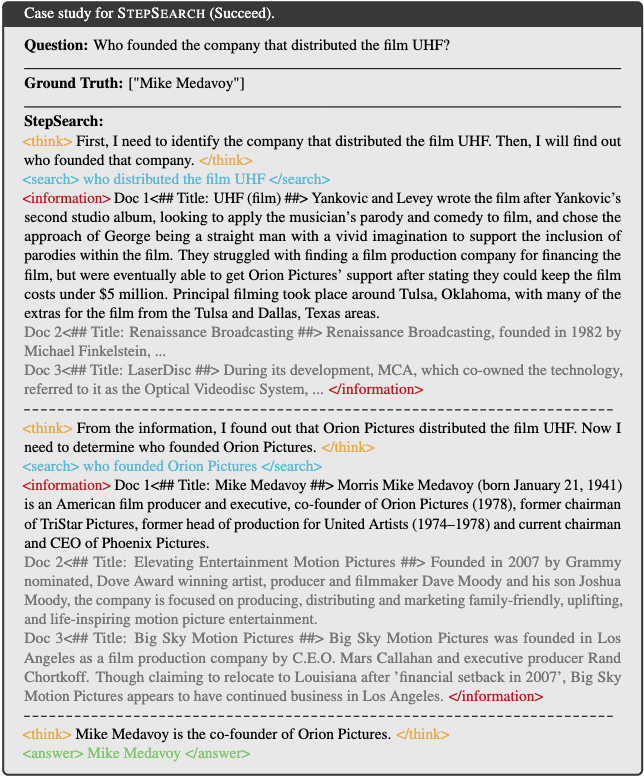 Case study for STEPSEARCH (Succeed).
Question: Who founded the company that distributed the film UHF?
Ground Truth: ["Mike Medavoy"]
StepSearch:
<think> First, I need to identify the company that distributed the film UHF. Then, I will find out
who founded that company. </think>
<search> who distributed the film UHF </search>
<information> Doc 1<## Title: UHF (film) ##> Yankovic and Levey wrote the film after Yankovic's
second studio album, looking to apply the musician's parody and comedy to film, and chose the
approach of George being a straight man with a vivid imagination to support the inclusion of
parodies within the film. They struggled with finding a film production company for financing the
film, but were eventually able to get Orion Pictures' support after stating they could keep the film
costs under $5 million. Principal filming took place around Tulsa, Oklahoma, with many of the
extras for the film from the Tulsa and Dallas, Texas areas.
Doc 2<## Title: Renaissance Broadcasting ##> Renaissance Broadcasting, founded in 1982 by
Michael Finkelstein, ...
Doc 3<## Title: LaserDisc ##> During its development, MCA, which co-owned the technology,
referred to it as the Optical Videodisc System, ... </information>
<think> From the information, I found out that Orion Pictures distributed the film UHF. Now I
need to determine who founded Orion Pictures. </think>
<search> who founded Orion Pictures </search>
<information> Doc 1<## Title: Mike Medavoy ##> Morris Mike Medavoy (born January 21, 1941)
is an American film producer and executive, co-founder of Orion Pictures (1978), former chairman
of TriStar Pictures, former head of production for United Artists (1974–1978) and current chairman
and CEO of Phoenix Pictures.
Doc 2<## Title: Elevating Entertainment Motion Pictures ##> Founded in 2007 by Grammy
nominated, Dove Award winning artist, producer and filmmaker Dave Moody and his son Joshua
Moody, the company is focused on producing, distributing and marketing family-friendly, uplifting,
and life-inspiring motion picture entertainment.
Doc 3<## Title: Big Sky Motion Pictures ##> Big Sky Motion Pictures was founded in Los
Angeles as a film production company by C.E.O. Mars Callahan and executive producer Rand
Chortkoff. Though claiming to relocate to Louisiana after 'financial setback in 2007', Big Sky
Motion Pictures appears to have continued business in Los Angeles. </information>
<think> Mike Medavoy is the co-founder of Orion Pictures. </think>
<answer> Mike Medavoy </answer>